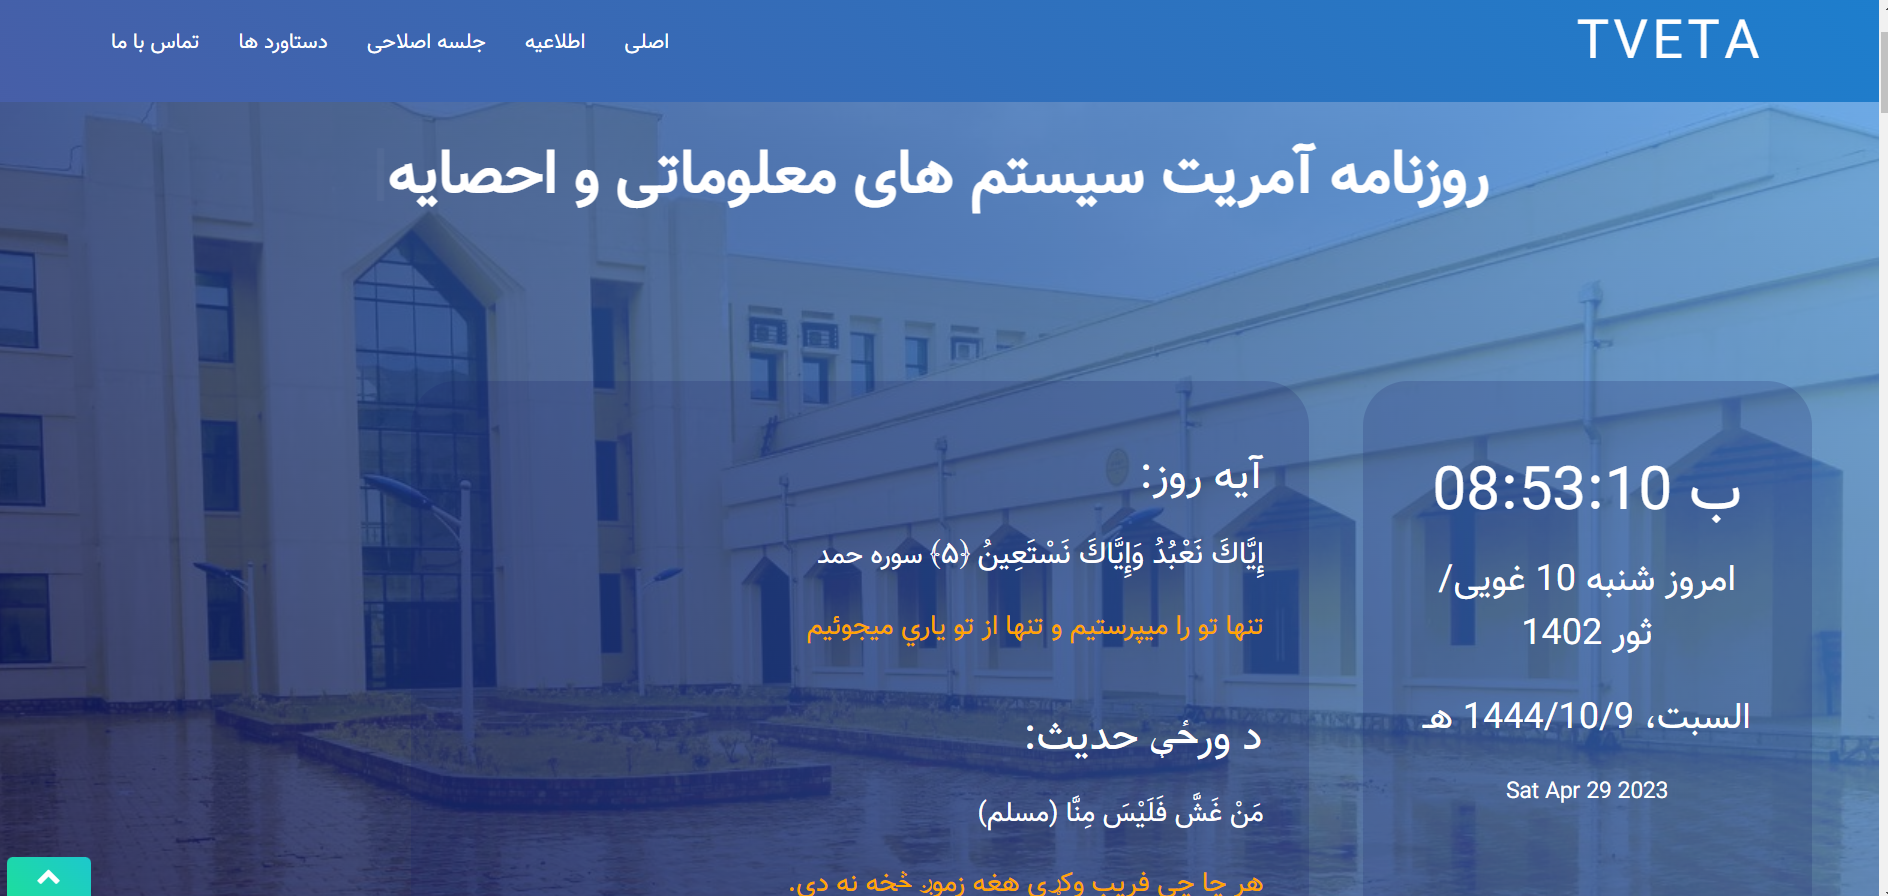 TVETA
اصلی
اطلاعیه
جلسه اصلاحی
دستاورد ها
تماس با ما
روزنامه آمریت سیستم های معلوماتی و احصایه
08:53:10 ب
امروز شنبه 10 غویی/
ثور 1402
السبت، 1444/10/9 هـ
Sat Apr 29 2023
آیه روز:
إِيَّاكَ نَعْبُدُ وَإِيَّاكَ نَسْتَعِينُ ﴿۵﴾ سوره حمد
تنها تو را میپرستیم و تنها از تو یاري میجوئیم
د ورځې حدیث:
مَنْ غَشَّ فَلَيْسَ مِنَّا (مسلم)
هر چا چې فریب وکړی هغه زموږ څخه نه دی.